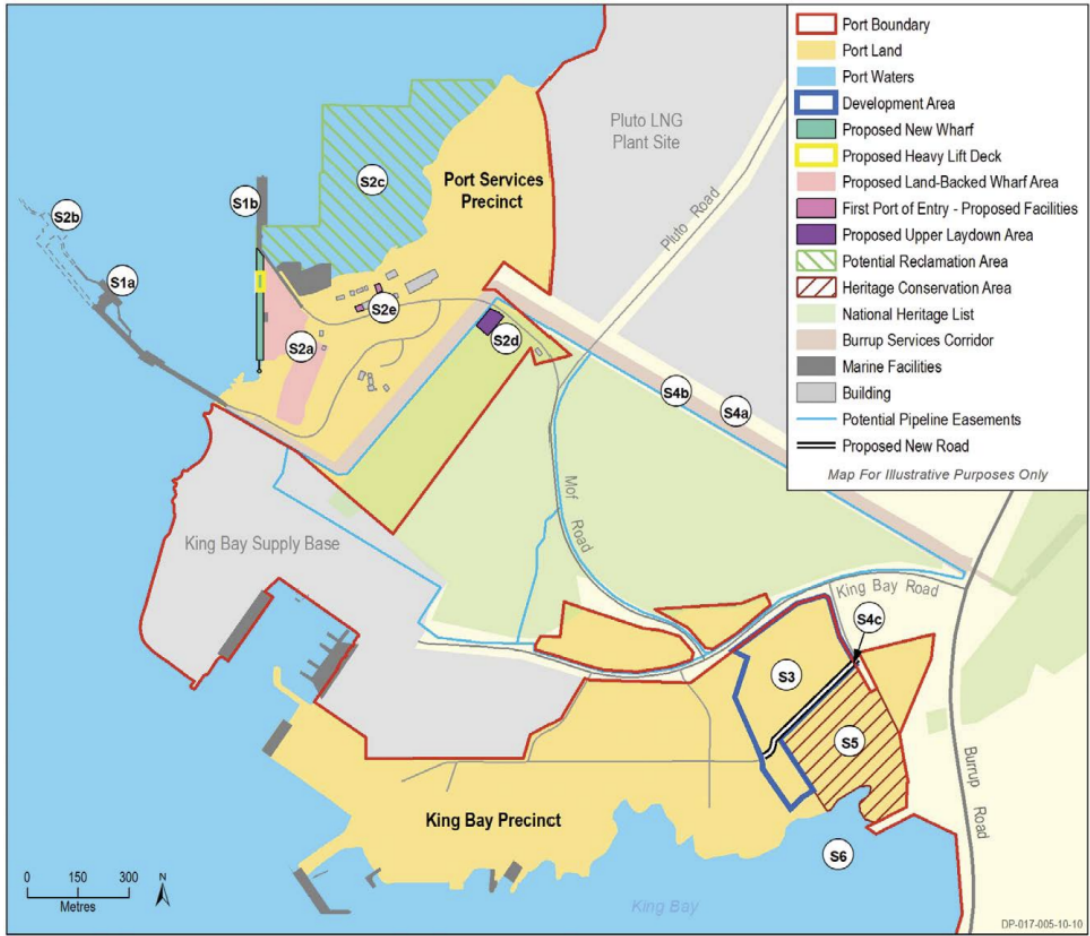 Port Boundary
Port Land
Port Waters
Development Area
Proposed New Wharf
Proposed Heavy Lift Deck
Proposed Land-Backed Wharf Area
First Port of Entry - Proposed Facilities
Proposed Upper Laydown Area
Potential Reclamation Area
Heritage Conservation Area
National Heritage List
Burrup Services Corridor
Marine Facilities
Building
Potential Pipeline Easements
Proposed New Road
Map For Illustrative Purposes Only
Pluto LNG
Plant Site
Port Services
Precinct
S2c
S1b
S2b
S1a
Pluto Road
S2e
S2a
S2d
S4b
S4a
Mof Road
King Bay Supply Base
King Bay Road
S4c
S3
S5
Burrup Road
King Bay Precinct
S6
King Bay
0 150 300
Metres
N
DP-017-005-10-10